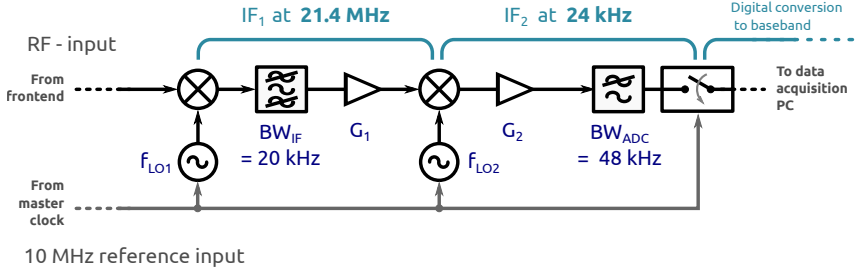 IF1 at 21.4 MHz
IF2 at 24 kHz
Digital conversion
to baseband
RF - input
From
frontend
To data
acquisition
PC
BWIF
= 20 kHz
G1
G2
BWADC
= 48 kHz
fLO1
fLO2
From
master
clock
10 MHz reference input